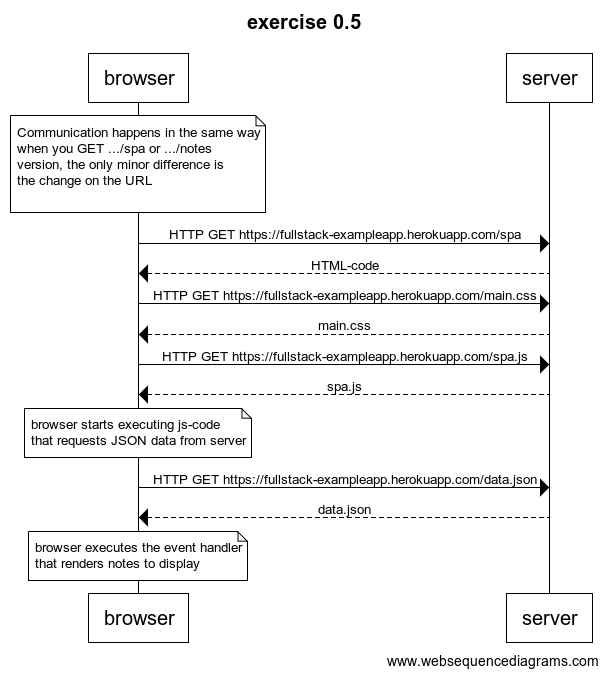 exercise 0.5
browser
server
Communication happens in the same way
when you GET .../spa or .../notes
version, the only minor difference is
the change on the URL
HTTP GET https://fullstack-exampleapp.herokuapp.com/spa
HTML-code
HTTP GET https://fullstack-exampleapp.herokuapp.com/main.css
main.css
HTTP GET https://fullstack-exampleapp.herokuapp.com/spa.js
spa.js
browser starts executing js-code
that requests JSON data from server
HTTP GET https://fullstack-exampleapp.herokuapp.com/data.json
data.json
browser executes the event handler
that renders notes to display
browser
server
www.websequencediagrams.com